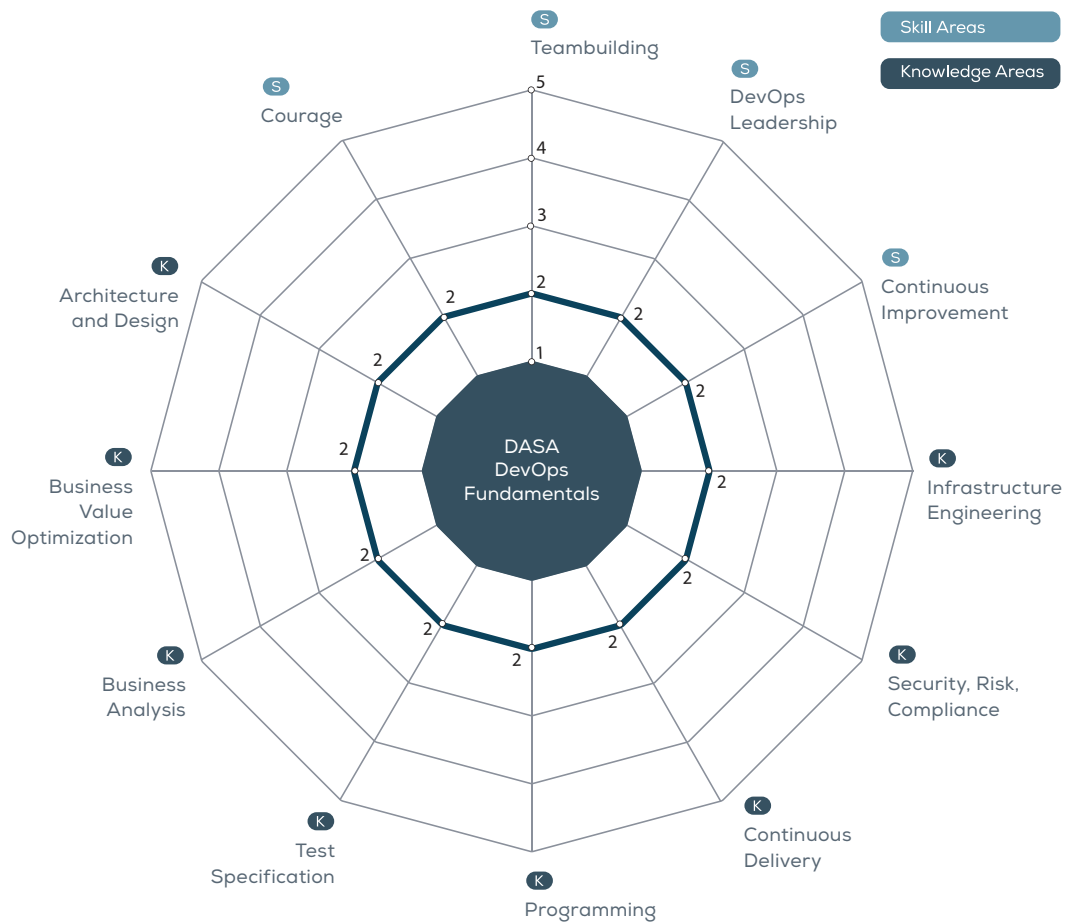 S
Teambuilding
Skill Areas
Knowledge Areas
S
DevOps
Leadership
S
Courage
5
4
3
2
1
S
Continuous
Improvement
K
Architecture
and Design
2
2
2
2
2
2
2
2
2
2
2
DASA
DevOps
Fundamentals
K
Business
Value
Optimization
K
Infrastructure
Engineering
K
Business
Analysis
K
Security, Risk,
Compliance
K
Test
Specification
K
Continuous
Delivery
K
Programming